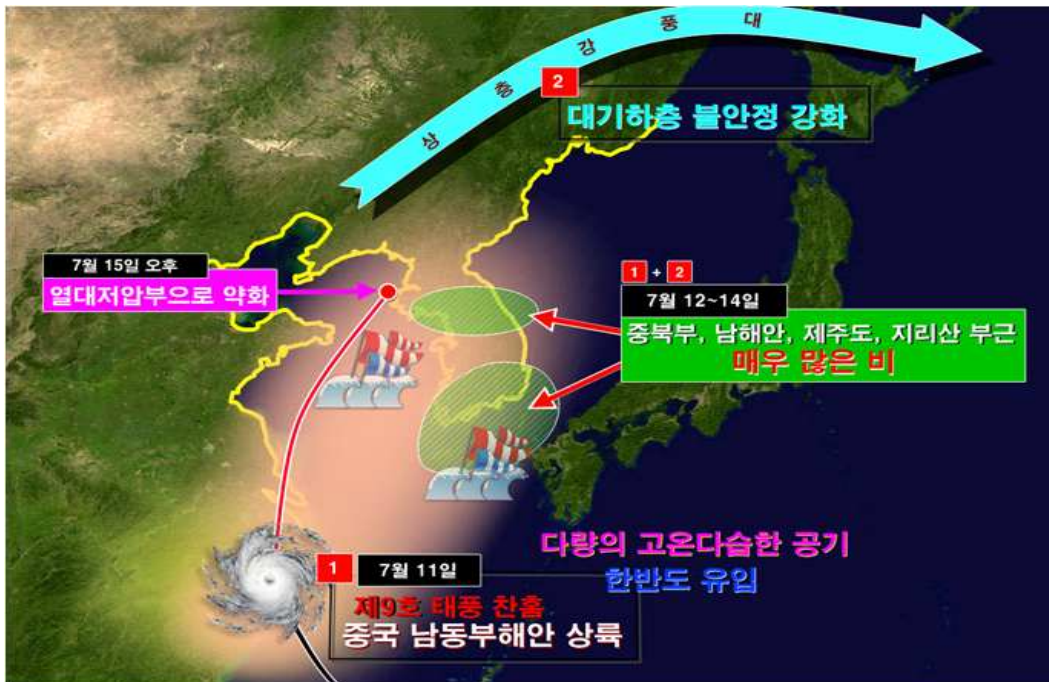 상층강풍대
2
대기하층 불안정 강화
7월 15일 오후
열대저압부으로 약화
1 + 2
7월 12~14일
중북부, 남해안, 제주도, 지리산 부근
매우 많은 비
다량의 고온다습한 공기
한반도 유입
1
7월 11일
제9호 태풍 찬홈
중국 남동부해안 상륙